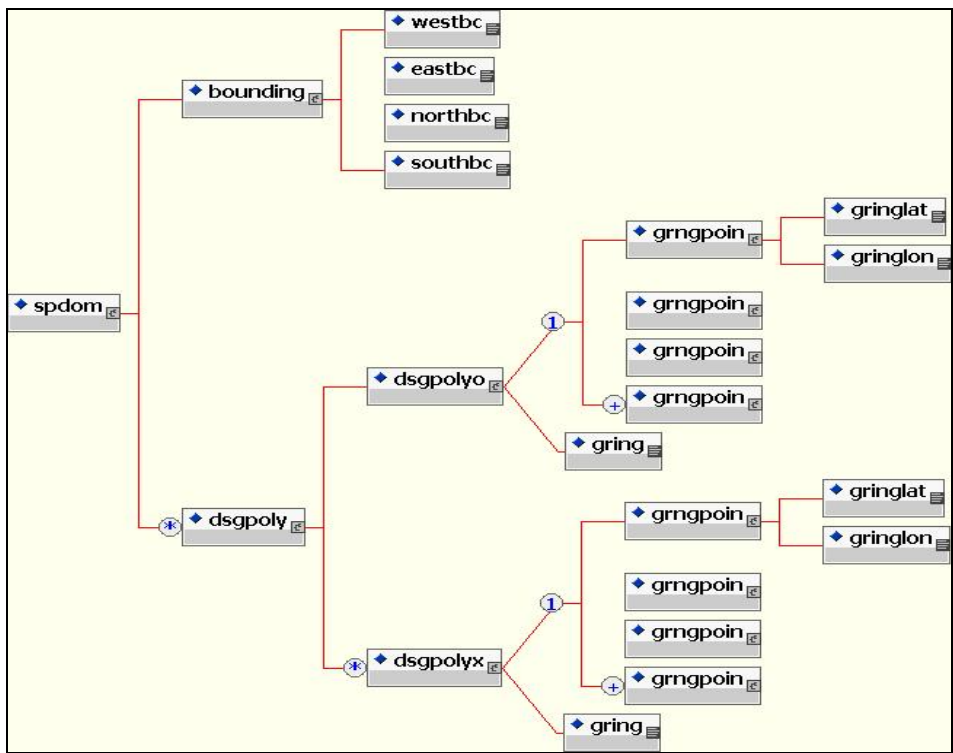 westbc
eastbc
bounding
northbc
southbc
gringlat
grngpoin
gringlon
spdom
grngpoin
1
grngpoin
dsgpolyo
+ grngpoin
gring
gringlat
grngpoin
* dsgpoly
gringlon
grngpoin
1
grngpoin
* dsgpolyx
+ grngpoin
gring